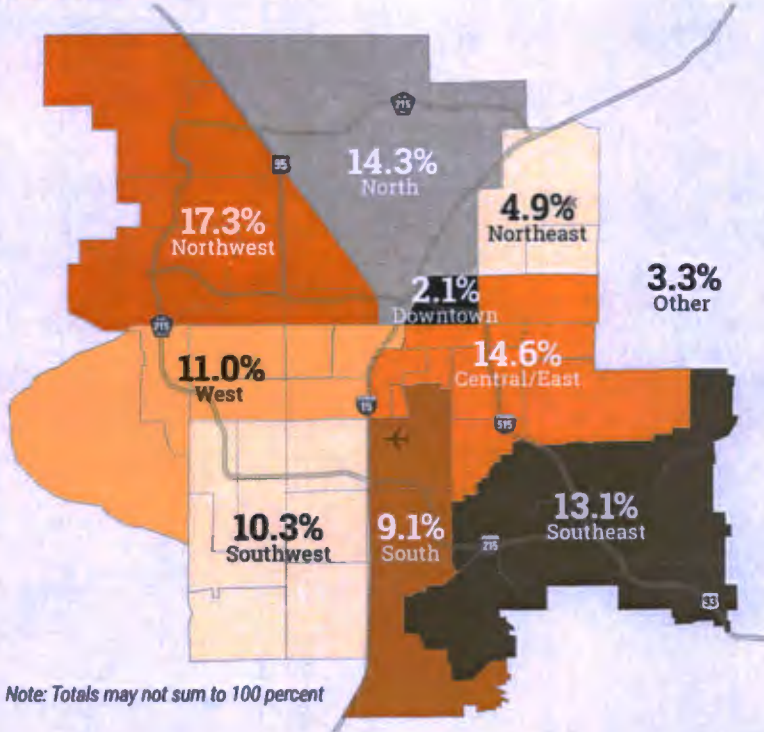 215
95
14.3%
North
4.9%
Northeast
17.3%
Northwest
3.3%
Other
2.1%
Downtown
215
14.6%
Central/East
11.0%
West
15
515
13.1%
Southeast
10.3%
Southwest
9.1%
South
215
93
Note: Totals may not sum to 100 percent